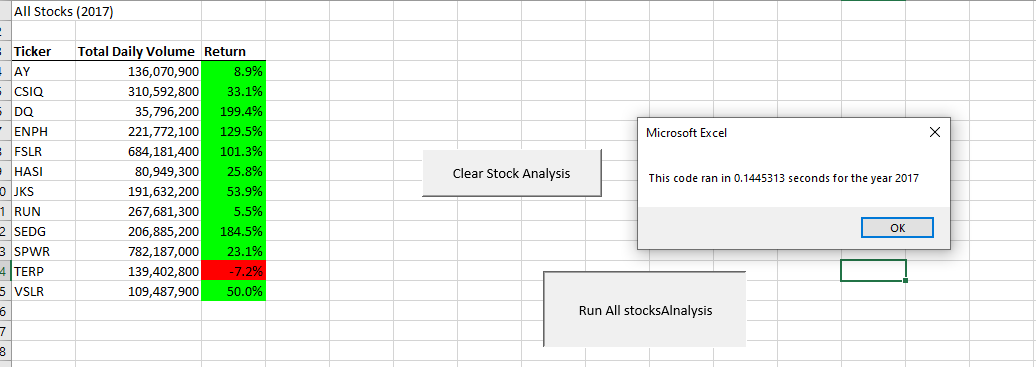 All Stocks (2017)
Ticker Total Daily Volume Return
AY 136,070,900 8.9%
CSIQ 310,592,800 33.1%
DQ 35,796,200 199.4%
ENPH 221,772,100 129.5%
FSLR 684,181,400 101.3%
HASI 80,949,300 25.8%
JKS 191,632,200 53.9%
RUN 267,681,300 5.5%
SEDG 206,885,200 184.5%
SPWR 782,187,000 23.1%
TERP 139,402,800 -7.2%
VSLR 109,487,900 50.0%
Clear Stock Analysis
Microsoft Excel
This code ran in 0.1445313 seconds for the year 2017
OK
Run All stocksAlnalysis